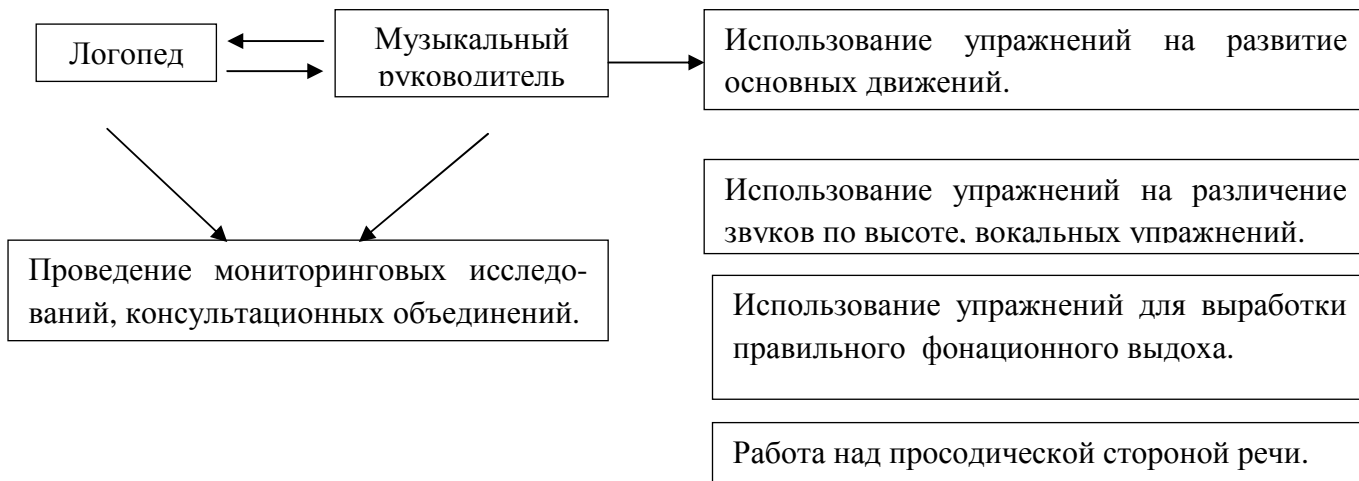 Логопед
Музыкальный
руководитель
Использование упражнений на развитие
основных движений.
Использование упражнений на различение
звуков по высоте, вокальных упражнений.
Проведение мониторинговых исследо-
ваний, консультационных объединений.
Использование упражнений для выработки
правильного фонационного выдоха.
Работа над просодической стороной речи.